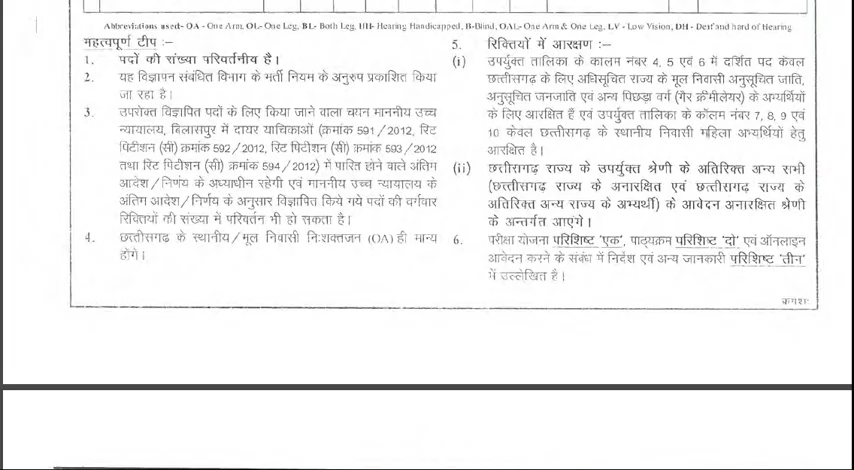 Abbreviations used- OA - One Arm, OL- One Leg, BL- Both Leg, HH- Hearing Handicapped, B-Blind, OAL- One Arm & One Leg, LV - Low Vision, DH - Deaf and hard of Hearing
महत्वपूर्ण टीप :–
1. पदों की संख्या परिवर्तनीय है।
2. यह विज्ञापन संबंधित विभाग के भर्ती नियम के अनुरुप प्रकाशित किया
जा रहा है।
3. उपरोक्त विज्ञापित पदों के लिए किया जाने वाला चयन माननीय उच्च
न्यायालय, बिलासपुर में दायर याचिकाओं (क्रमांक 591/2012, रिट
पिटीशन (सी) क्रमांक 592/2012, रिट पिटीशन (सी) क्रमांक 593/2012
तथा रिट पिटीशन (सी) क्रमांक 594/2012) में पारित होने वाले अंतिम
आदेश/निर्णय के अध्याधीन रहेगी एवं माननीय उच्च न्यायालय के
अंतिम आदेश/निर्णय के अनुसार विज्ञापित किये गये पदों की वर्गवार
रिक्तियों की संख्या में परिवर्तन भी हो सकता है।
4. छत्तीसगढ़ के स्थानीय/मूल निवासी निःशक्तजन (OA) ही मान्य
होंगे।
5. रिक्तियों में आरक्षण :–
(i) उपर्युक्त तालिका के कालम नंबर 4, 5 एवं 6 में दर्शित पद केवल
छत्तीसगढ़ के लिए अधिसूचित राज्य के मूल निवासी अनुसूचित जाति,
अनुसूचित जनजाति एवं अन्य पिछड़ा वर्ग (गैर क्रीमीलेयर) के अभ्यर्थियों
के लिए आरक्षित हैं एवं उपर्युक्त तालिका के कॉलम नंबर 7, 8, 9 एवं
10 केवल छत्तीसगढ़ के स्थानीय निवासी महिला अभ्यर्थियों हेतु
आरक्षित है।
(ii) छत्तीसगढ़ राज्य के उपर्युक्त श्रेणी के अतिरिक्त अन्य सभी
(छत्तीसगढ़ राज्य के अनारक्षित एवं छत्तीसगढ़ राज्य के
अतिरिक्त अन्य राज्य के अभ्यर्थी) के आवेदन अनारक्षित श्रेणी
के अन्तर्गत आएंगे।
6. परीक्षा योजना परिशिष्ट 'एक', पाठ्यक्रम परिशिष्ट 'दो' एवं ऑनलाइन
आवेदन करने के संबंध में निर्देश एवं अन्य जानकारी परिशिष्ट 'तीन'
में उल्लेखित है।
क्रमशः